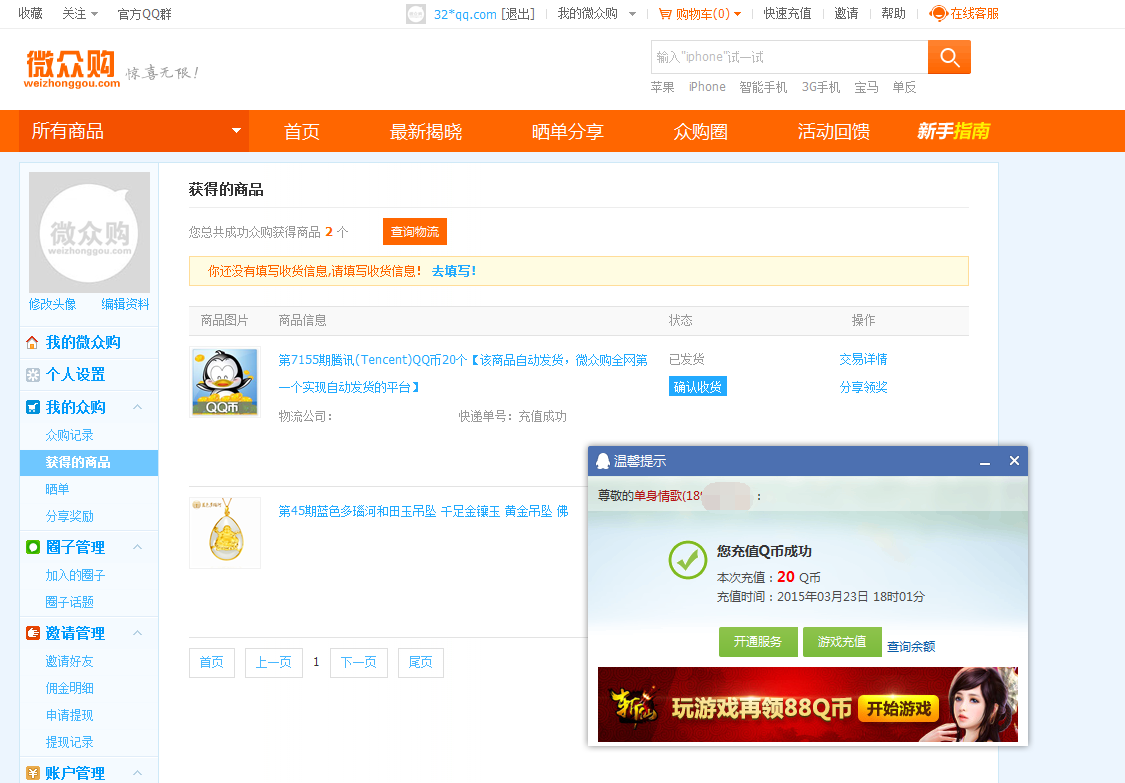 收藏 关注 官方QQ群 32*qq.com [退出] 我的微众购 购物车(0) 快速充值 邀请 帮助 在线客服
微众购 weizhonggou.com 惊喜无限！
输入"iphone"试一试
苹果 iPhone 智能手机 3G手机 宝马 单反
所有商品 首页 最新揭晓 晒单分享 众购圈 活动回馈 新手指南
微众购
weizhonggou.com
修改头像 编辑资料
我的微众购
个人设置
我的众购
众购记录
获得的商品
晒单
分享奖励
圈子管理
加入的圈子
圈子话题
邀请管理
邀请好友
佣金明细
申请提现
提现记录
账户管理
获得的商品
您总共成功众购获得商品 2 个 查询物流
你还没有填写收货信息,请填写收货信息! 去填写!
商品图片 商品信息 状态 操作
QQ币
第7155期腾讯(Tencent)QQ币20个【该商品自动发货，微众购全网第
一个实现自动发货的平台】
物流公司: 快递单号: 充值成功
已发货
确认收货
交易详情
分享领奖
第45期蓝色多瑙河和田玉吊坠 千足金镶玉 黄金吊坠 佛
首页 上一页 1 下一页 尾页
温馨提示
尊敬的单身情歌(18 :
您充值Q币成功
本次充值：20 Q币
充值时间：2015年03月23日 18时01分
开通服务 游戏充值 查询余额
斩仙 玩游戏再领88Q币 开始游戏